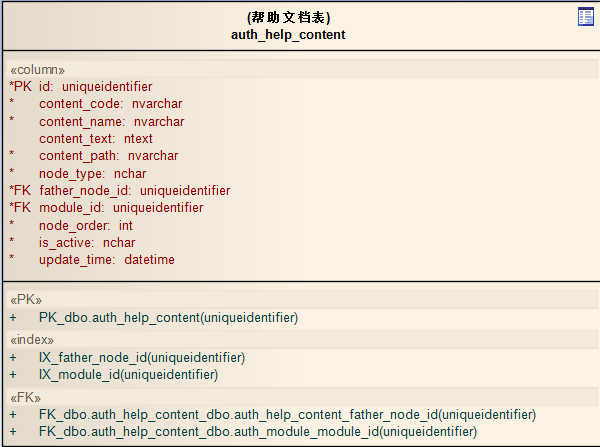 (帮助文档表)
auth_help_content
«column»
*PK id: uniqueidentifier
* content_code: nvarchar
* content_name: nvarchar
content_text: ntext
* content_path: nvarchar
* node_type: nchar
*FK father_node_id: uniqueidentifier
*FK module_id: uniqueidentifier
* node_order: int
* is_active: nchar
* update_time: datetime
«PK»
+ PK_dbo.auth_help_content(uniqueidentifier)
«index»
+ IX_father_node_id(uniqueidentifier)
+ IX_module_id(uniqueidentifier)
«FK»
+ FK_dbo.auth_help_content_dbo.auth_help_content_father_node_id(uniqueidentifier)
+ FK_dbo.auth_help_content_dbo.auth_module_module_id(uniqueidentifier)